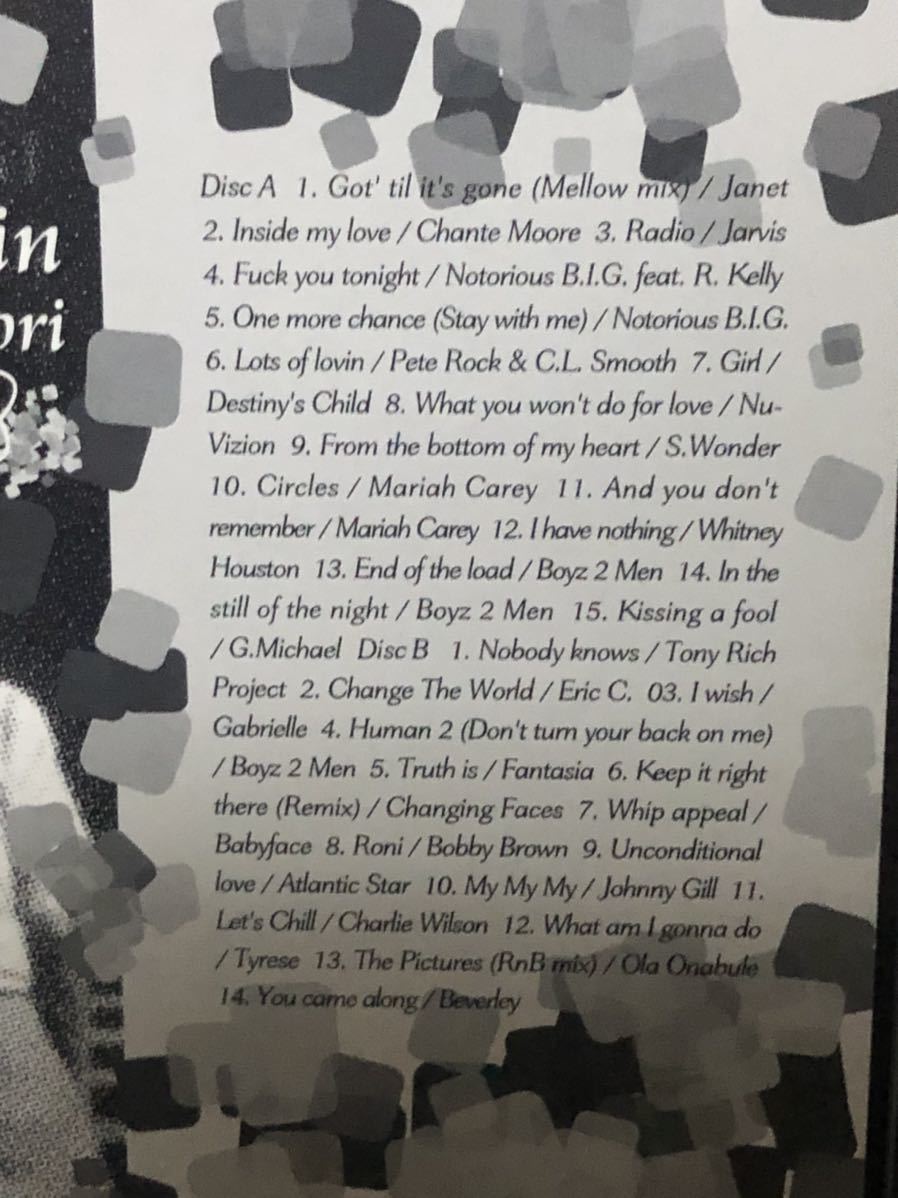 in
ori
Disc A 1. Got' til it's gone (Mellow mix) / Janet
2. Inside my love / Chante Moore 3. Radio / Jarvis
4. Fuck you tonight / Notorious B.I.G. feat. R. Kelly
5. One more chance (Stay with me) / Notorious B.I.G.
6. Lots of lovin / Pete Rock & C.L. Smooth 7. Girl /
Destiny's Child 8. What you won't do for love / Nu-
Vizion 9. From the bottom of my heart / S.Wonder
10. Circles / Mariah Carey 11. And you don't
remember / Mariah Carey 12. I have nothing / Whitney
Houston 13. End of the load / Boyz 2 Men 14. In the
still of the night / Boyz 2 Men 15. Kissing a fool
/ G.Michael Disc B 1. Nobody knows / Tony Rich
Project 2. Change The World / Eric C. 03. I wish /
Gabrielle 4. Human 2 (Don't turn your back on me)
/ Boyz 2 Men 5. Truth is / Fantasia 6. Keep it right
there (Remix) / Changing Faces 7. Whip appeal /
Babyface 8. Roni / Bobby Brown 9. Unconditional
love / Atlantic Star 10. My My My / Johnny Gill 11.
Let's Chill / Charlie Wilson 12. What am I gonna do
/ Tyrese 13. The Pictures (RnB mix) / Ola Onabule
14. You came along / Beverley